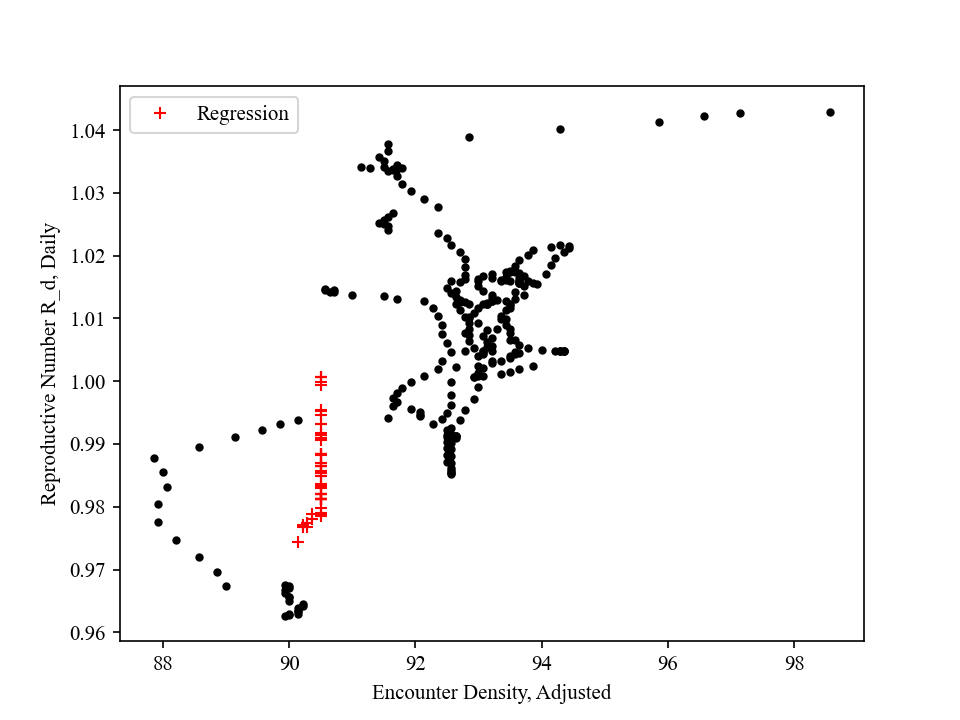 Regression
1.04
1.03
1.02
1.01
1.00
0.99
0.98
0.97
0.96
Reproductive Number R_d, Daily
88 90 92 94 96 98
Encounter Density, Adjusted